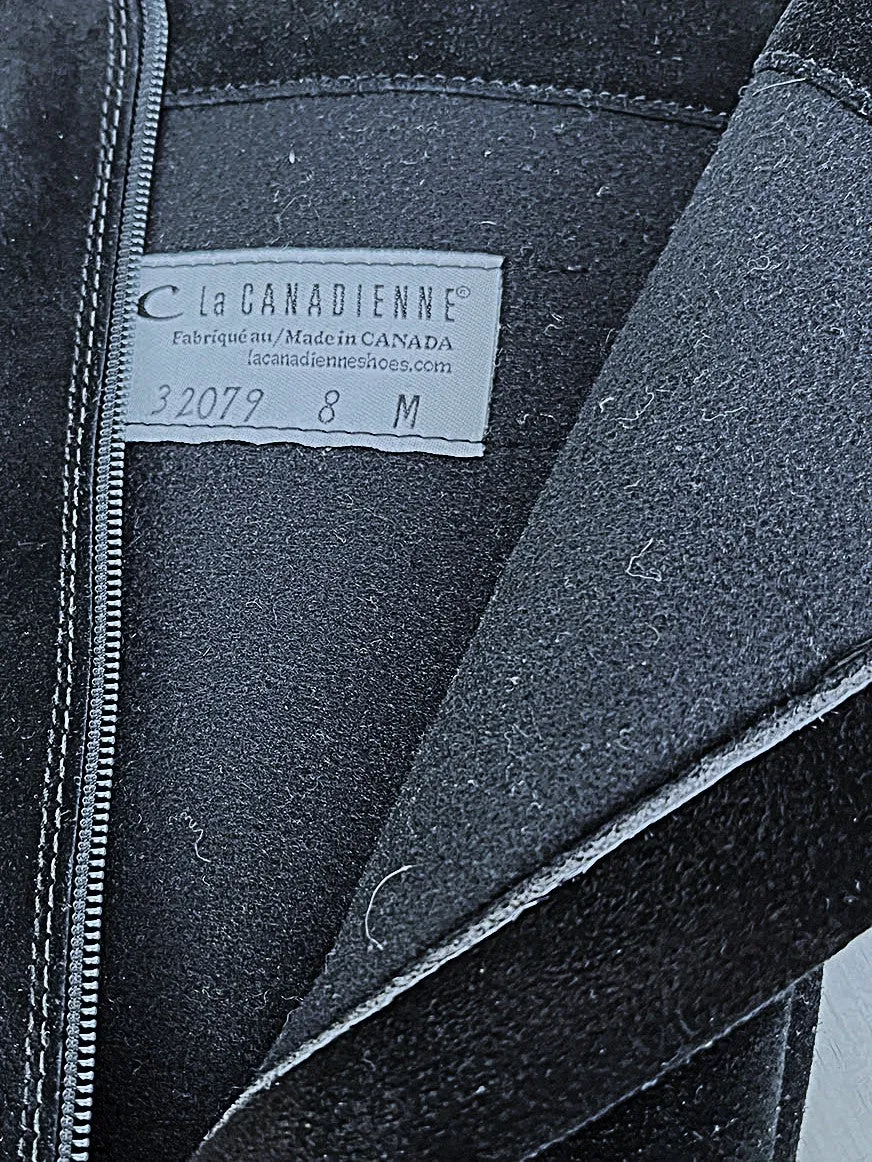 C La CANADIENNE®
Fabriqué au/Made in CANADA
lacanadienneshoes.com
32079 8 M